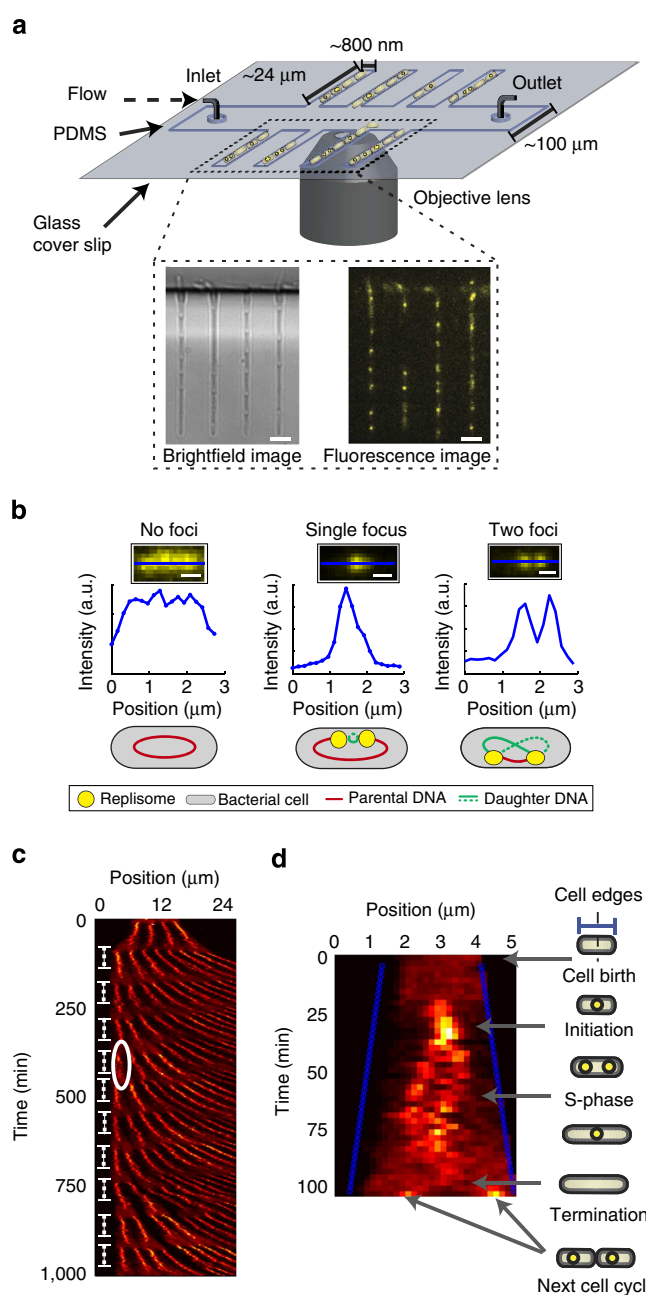 a
~800 nm
~24 μm
Inlet
Outlet
Flow
PDMS
~100 μm
Objective lens
Glass
cover slip
Brightfield image
Fluorescence image
b
No foci
Single focus
Two foci
Intensity (a.u.)
Intensity (a.u.)
Intensity (a.u.)
0 1 2 3
0 1 2 3
0 1 2 3
Position (μm)
Position (μm)
Position (μm)
Replisome
Bacterial cell
Parental DNA
Daughter DNA
c
Position (μm)
0 12 24
0
250
500
750
1,000
Time (min)
d
Position (μm)
0 1 2 3 4 5
0
25
50
75
100
Time (min)
Cell edges
Cell birth
Initiation
S-phase
Termination
Next cell cycle